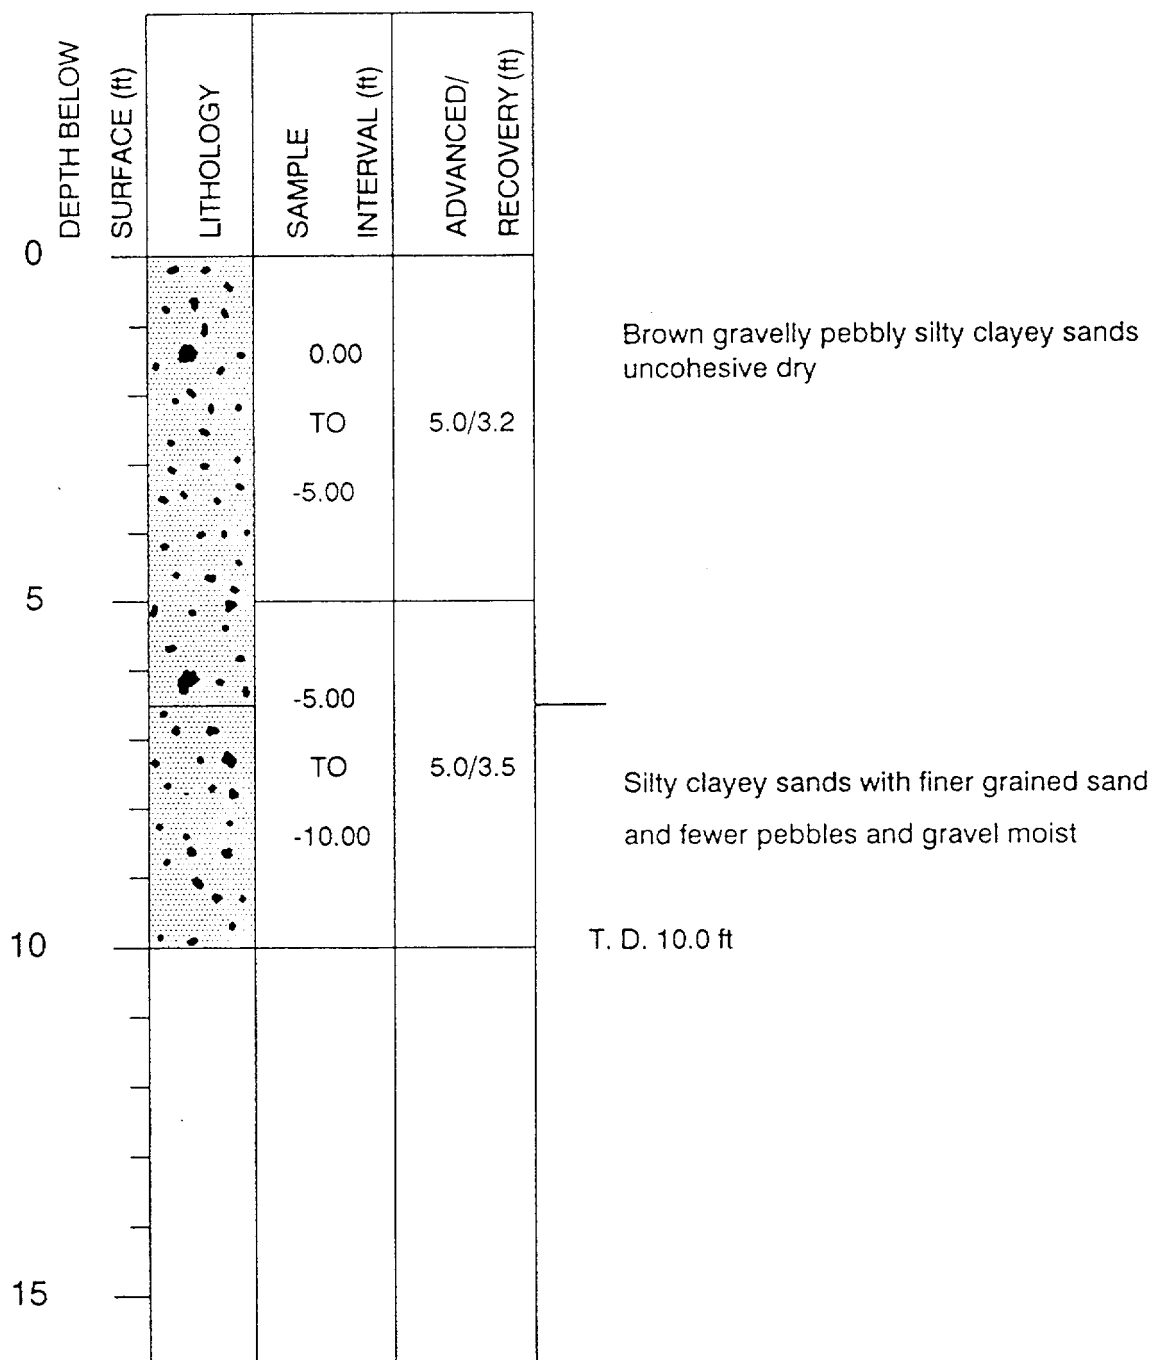 DEPTH BELOW
SURFACE (ft)
LITHOLOGY
SAMPLE
INTERVAL (ft)
ADVANCED/
RECOVERY (ft)
0
Brown gravelly pebbly silty clayey sands
uncohesive dry
0.00
TO
-5.00
5.0/3.2
5
-5.00
TO
-10.00
5.0/3.5
Silty clayey sands with finer grained sand
and fewer pebbles and gravel moist
10
T. D. 10.0 ft
15